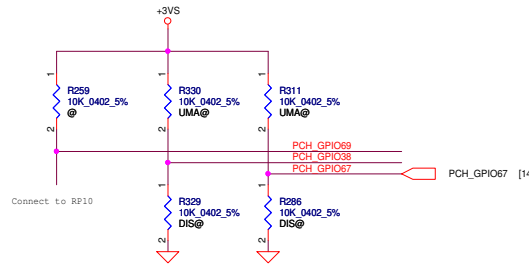 +3VS
1
1
1
R259
10K_0402_5%
@
R330
10K_0402_5%
UMA@
R311
10K_0402_5%
UMA@
2
2
2
PCH_GPIO69
PCH_GPIO38
PCH_GPIO67
PCH_GPIO67 [14
Connect to RP10
1
1
R329
10K_0402_5%
DIS@
R286
10K_0402_5%
DIS@
2
2